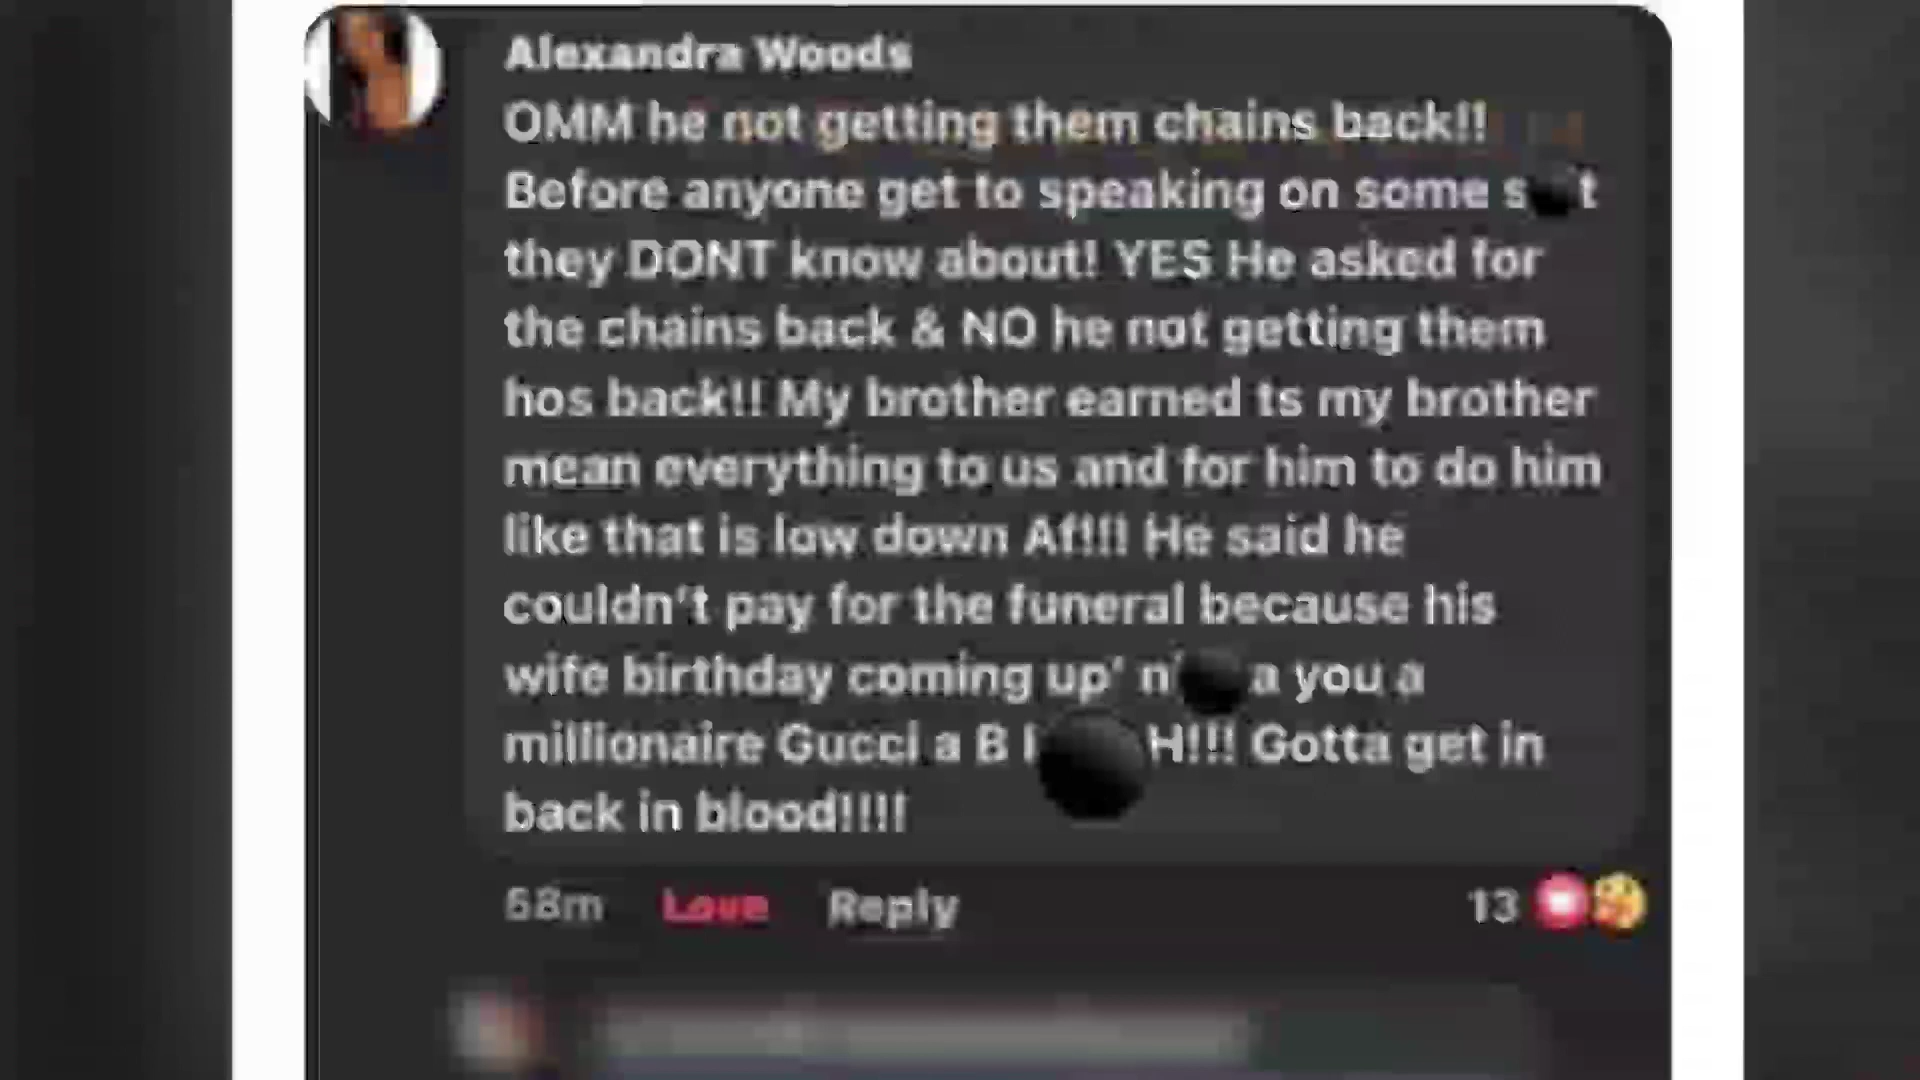 Alexandra Woods
OMM he not getting them chains back!!
Before anyone get to speaking on some s t
they DONT know about! YES He asked for
the chains back & NO he not getting them
hos back!! My brother earned ts my brother
mean everything to us and for him to do him
like that is low down Af!!! He said he
couldn't pay for the funeral because his
wife birthday coming up' n a you a
millionaire Gucci a B I H!!! Gotta get in
back in blood!!!!
58m Love Reply 13